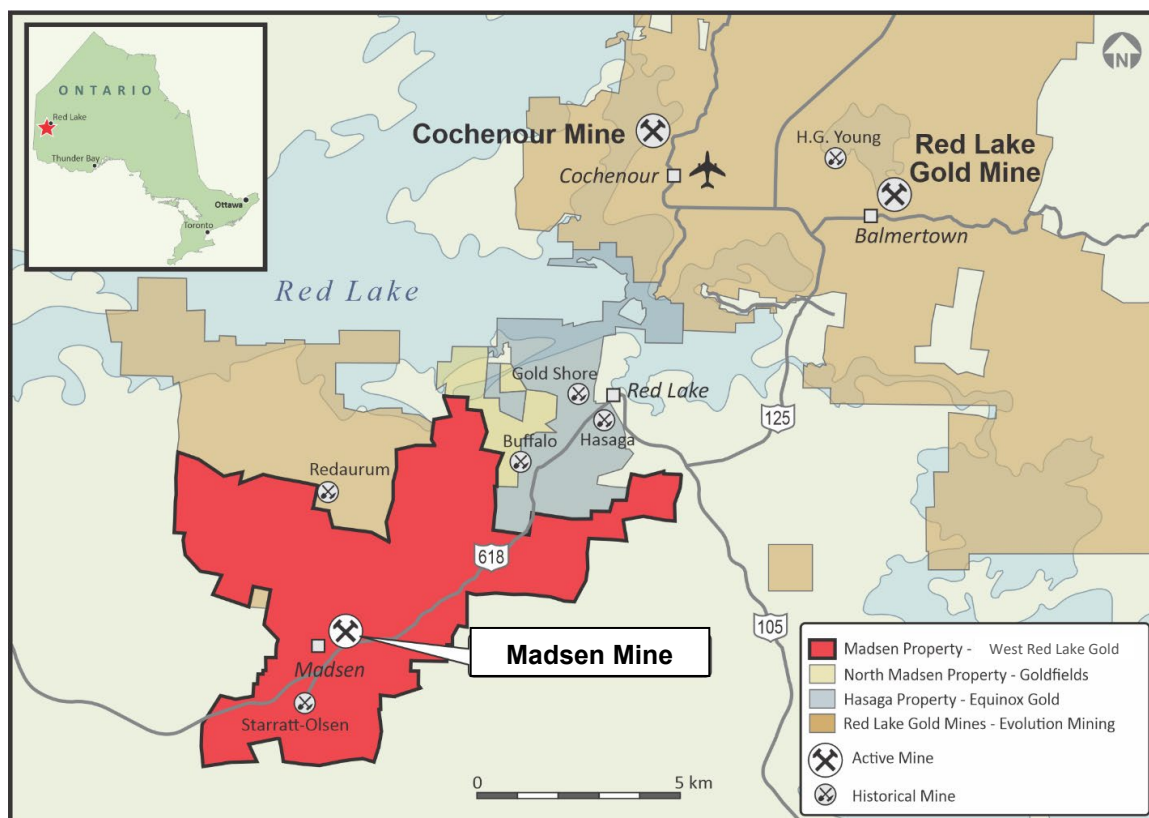 ONTARIO
Red Lake
Thunder Bay
Ottawa
Toronto
N
Cochenour Mine
H.G. Young
Red Lake
Gold Mine
Cochenour
Balmertown
Red Lake
Gold Shore
Red Lake
125
Hasaga
Buffalo
Redaurum
618
105
Madsen Mine
Madsen
Starratt-Olsen
0 5 km
Madsen Property - West Red Lake Gold
North Madsen Property - Goldfields
Hasaga Property - Equinox Gold
Red Lake Gold Mines - Evolution Mining
Active Mine
Historical Mine